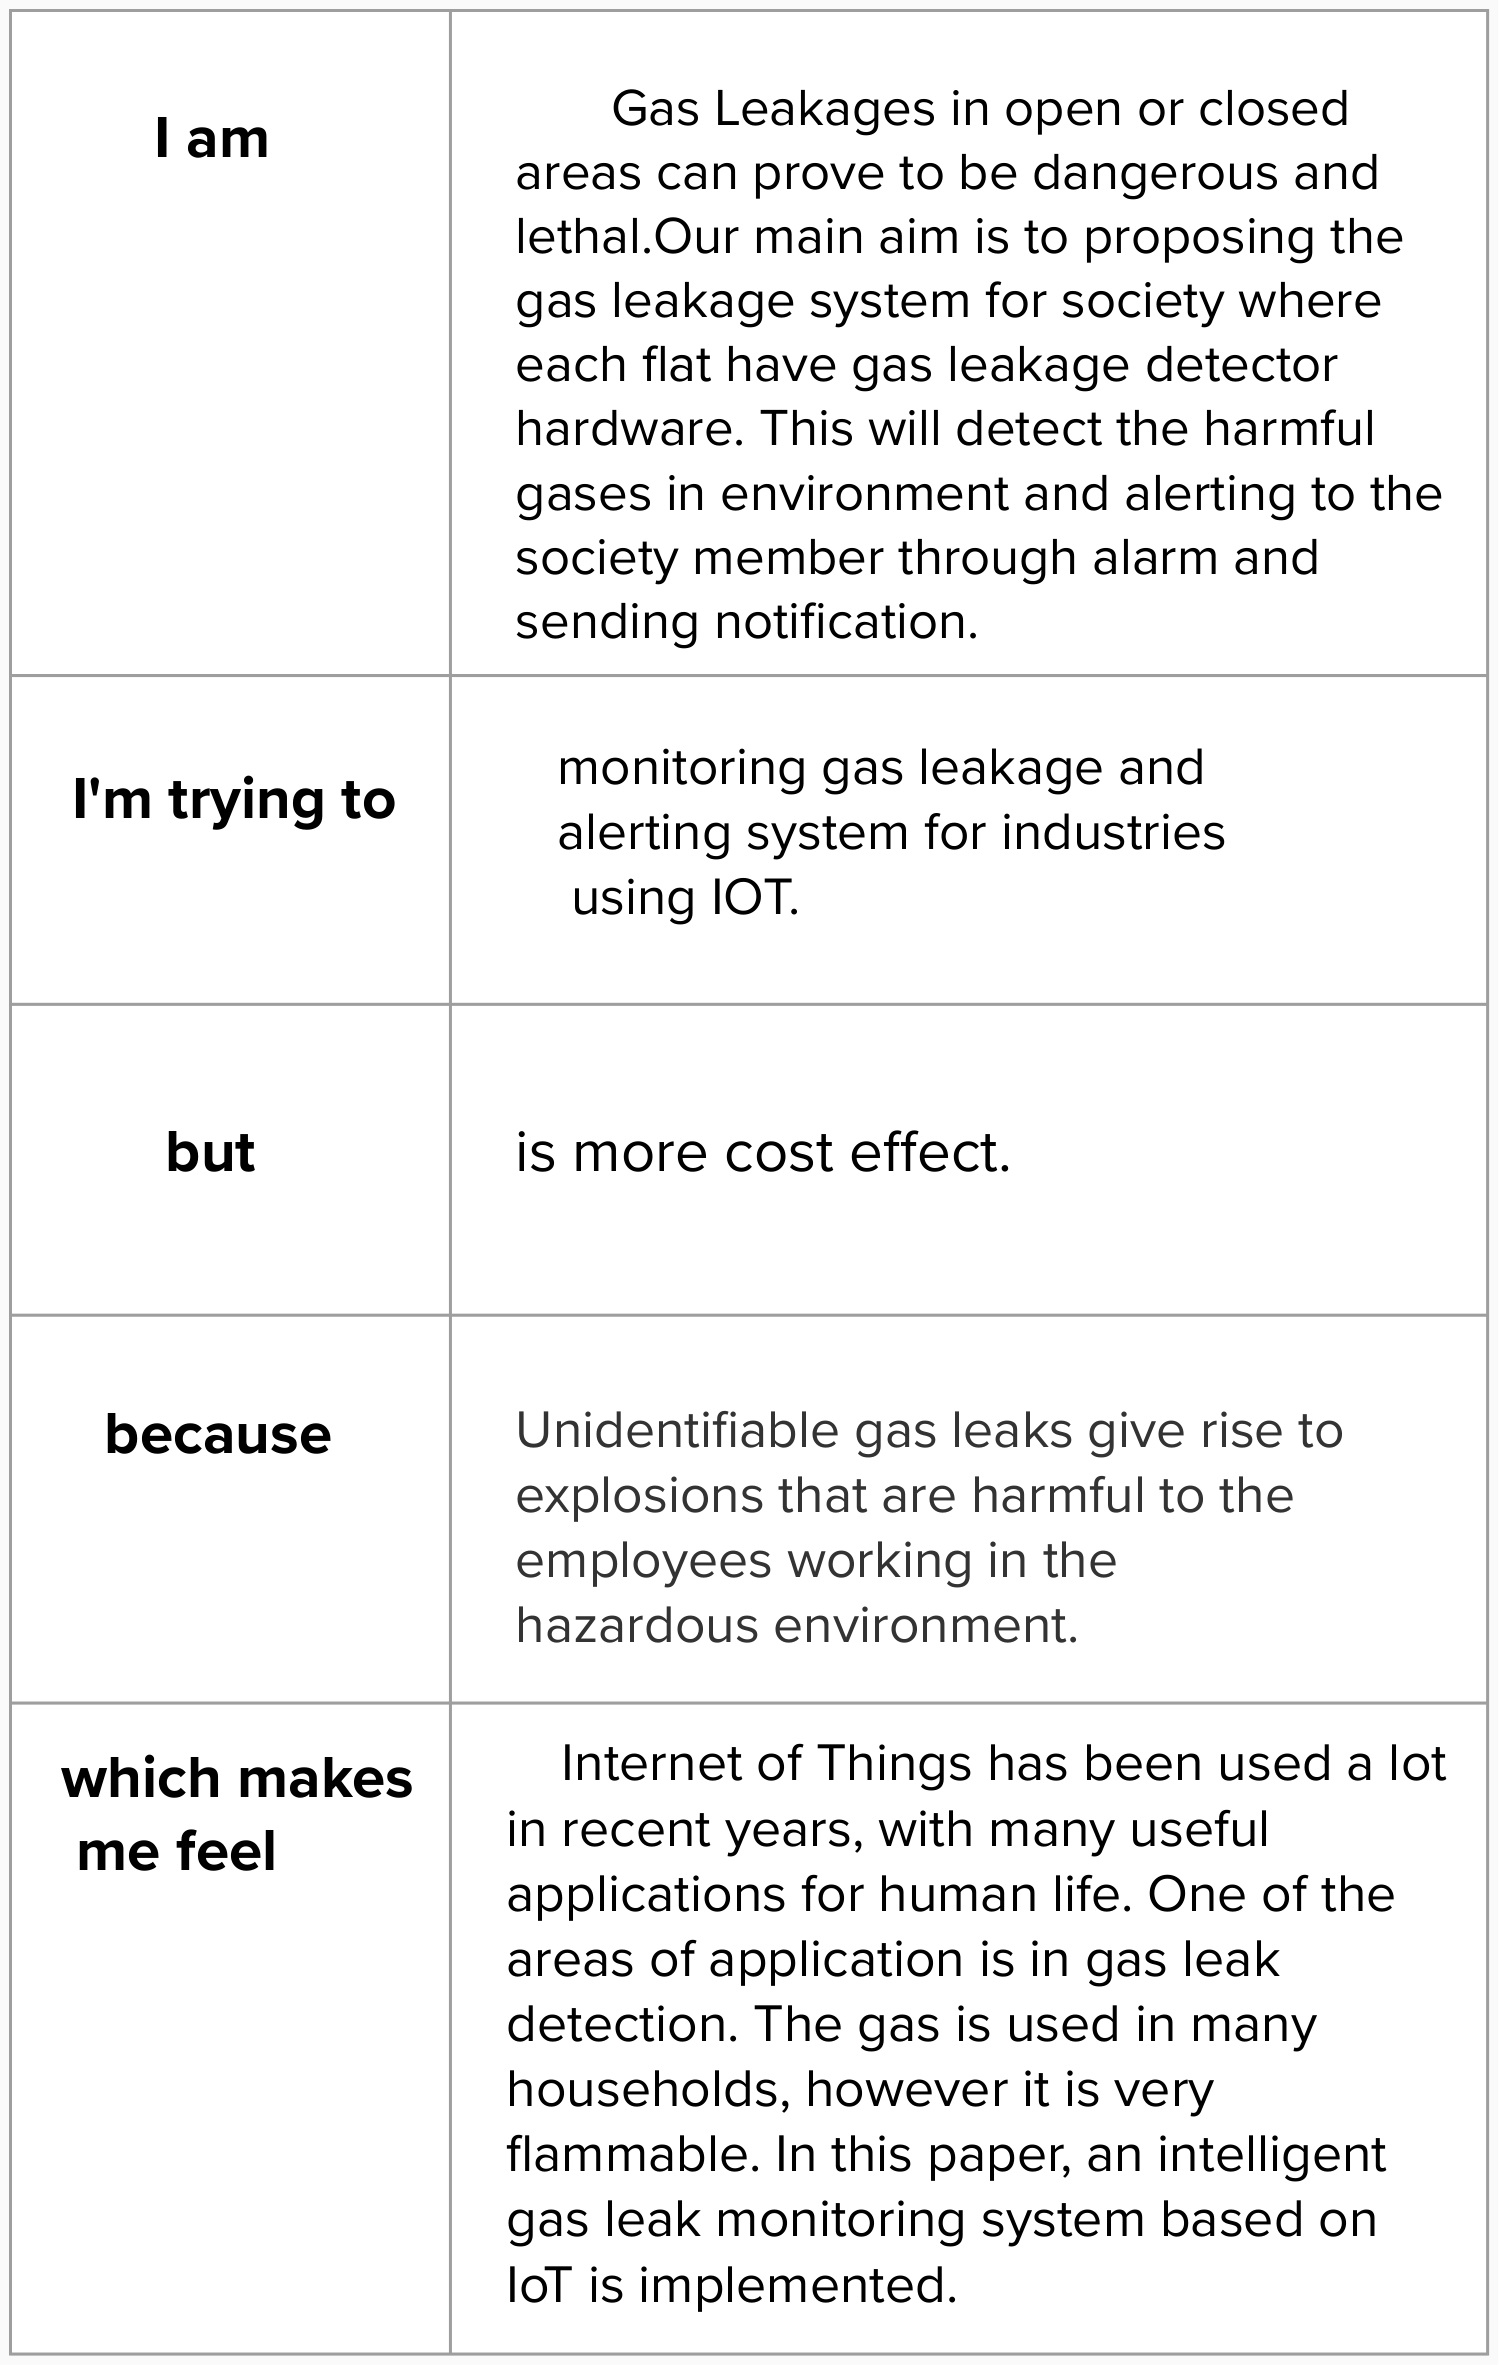 I am
Gas Leakages in open or closed
areas can prove to be dangerous and
lethal.Our main aim is to proposing the
gas leakage system for society where
each flat have gas leakage detector
hardware. This will detect the harmful
gases in environment and alerting to the
society member through alarm and
sending notification.
I'm trying to
monitoring gas leakage and
alerting system for industries
using IOT.
but
is more cost effect.
because
Unidentifiable gas leaks give rise to
explosions that are harmful to the
employees working in the
hazardous environment.
which makes
me feel
Internet of Things has been used a lot
in recent years, with many useful
applications for human life. One of the
areas of application is in gas leak
detection. The gas is used in many
households, however it is very
flammable. In this paper, an intelligent
gas leak monitoring system based on
IoT is implemented.